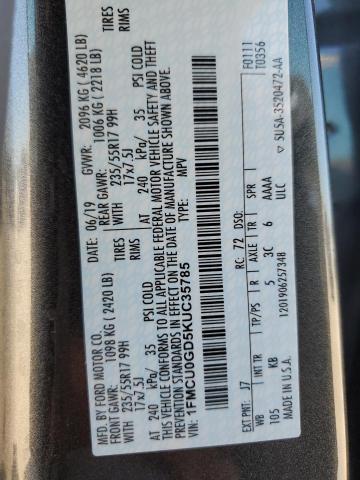 MFD. BY FORD MOTOR CO.
DATE: 06/19 GVWR: 2096 KG ( 4620 LB)
FRONT GAWR: 1098 KG ( 2420 LB) REAR GAWR: 1006 KG ( 2218 LB)
235/55R17 99H TIRES WITH 235/55R17 99H TIRES
17x7.5J RIMS WITH 17x7.5J RIMS
AT 240 kPa/ 35 PSI COLD AT 240 kPa/ 35 PSI COLD
THIS VEHICLE CONFORMS TO ALL APPLICABLE FEDERAL MOTOR VEHICLE SAFETY AND THEFT
PREVENTION STANDARDS IN EFFECT ON THE DATE OF MANUFACTURE SHOWN ABOVE.
VIN: 1FMCU0GD5KUC35785 TYPE: MPV
F0111
T0356
EXT PNT: J7 RC: 72 DSO:
WB INT TR TP/PS R AXLE TR SPR
105 KB 5 3C 6 AAAA
1201906257348 ULC
5U5A-3520472-AA
MADE IN U.S.A.